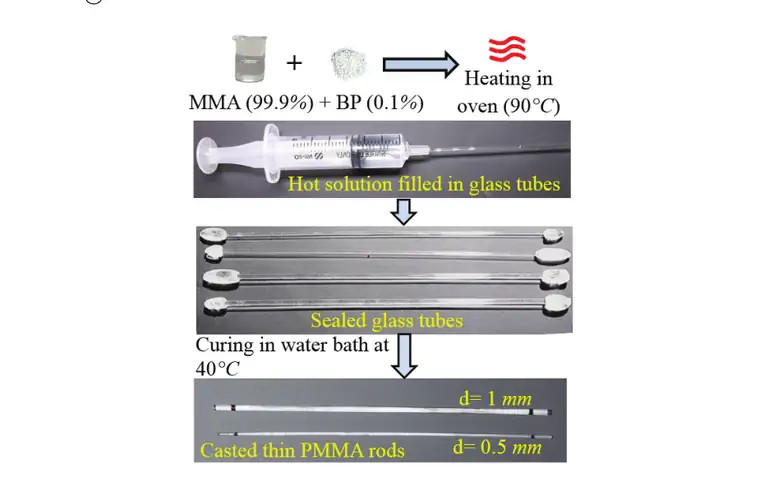 MMA (99.9%) + BP (0.1%)
Heating in
oven (90°C)
Hot solution filled in glass tubes
Sealed glass tubes
Curing in water bath at
40°C
d= 1 mm
d= 0.5 mm
Casted thin PMMA rods